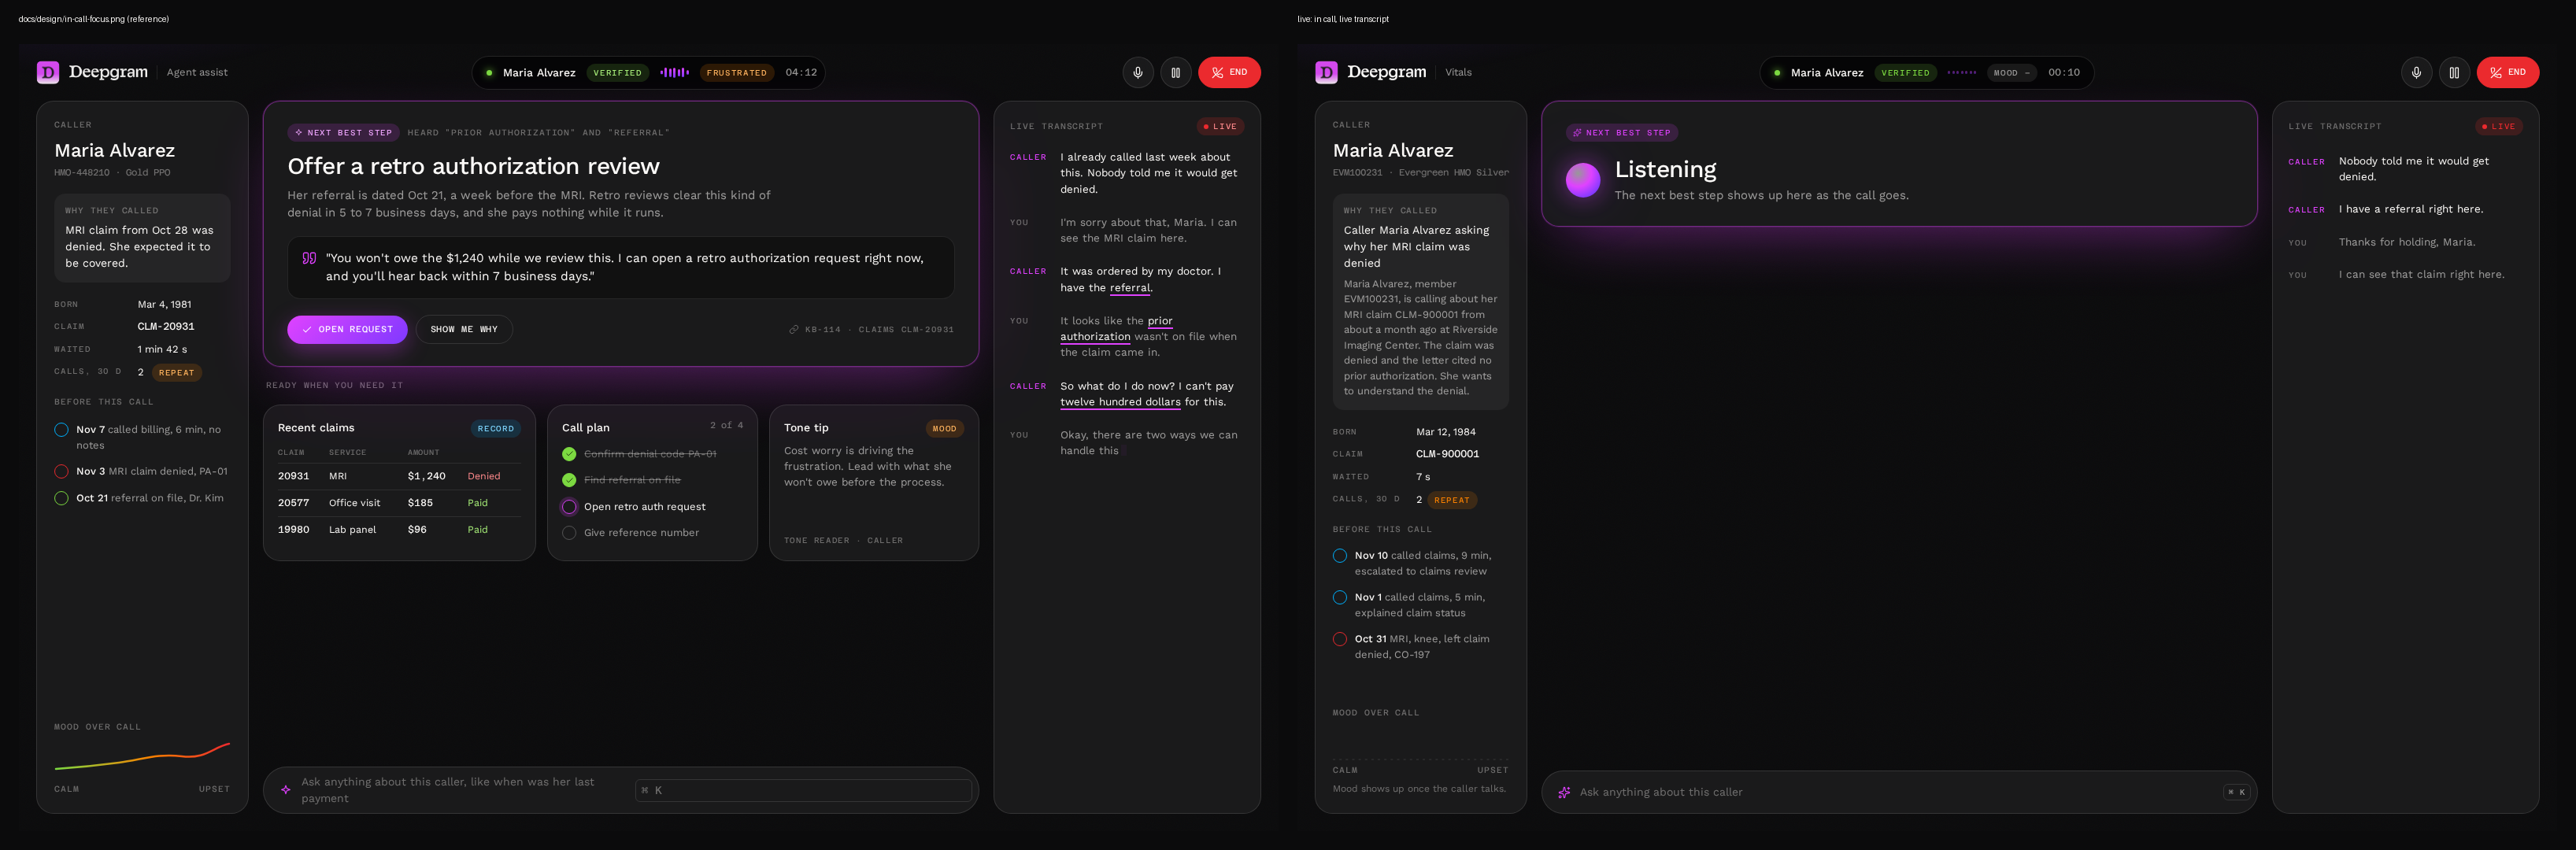 docs/design/in-call-focus.png (reference)
Deepgram
Agent assist
Maria Alvarez
VERIFIED
FRUSTRATED
04:12
END
CALLER
Maria Alvarez
HMO-448210 · Gold PPO
WHY THEY CALLED
MRI claim from Oct 28 was
denied. She expected it to
be covered.
BORN Mar 4, 1981
CLAIM CLM-20931
WAITED 1 min 42 s
CALLS, 30 D 2 REPEAT
BEFORE THIS CALL
Nov 7 called billing, 6 min, no
notes
Nov 3 MRI claim denied, PA-01
Oct 21 referral on file, Dr. Kim
MOOD OVER CALL
CALM UPSET
NEXT BEST STEP HEARD "PRIOR AUTHORIZATION" AND "REFERRAL"
Offer a retro authorization review
Her referral is dated Oct 21, a week before the MRI. Retro reviews clear this kind of
denial in 5 to 7 business days, and she pays nothing while it runs.
"You won't owe the $1,240 while we review this. I can open a retro authorization request right now,
and you'll hear back within 7 business days."
OPEN REQUEST SHOW ME WHY KB-114 · CLAIMS CLM-20931
READY WHEN YOU NEED IT
Recent claims RECORD
CLAIM SERVICE AMOUNT
20931 MRI $1,240 Denied
20577 Office visit $185 Paid
19980 Lab panel $96 Paid
Call plan 2 of 4
Confirm denial code PA-01
Find referral on file
Open retro auth request
Give reference number
Tone tip MOOD
Cost worry is driving the
frustration. Lead with what she
won't owe before the process.
TONE READER · CALLER
Ask anything about this caller, like when was her last
payment
⌘ K
LIVE TRANSCRIPT LIVE
CALLER I already called last week about
this. Nobody told me it would get
denied.
YOU I'm sorry about that, Maria. I can
see the MRI claim here.
CALLER It was ordered by my doctor. I
have the referral.
YOU It looks like the prior
authorization wasn't on file when
the claim came in.
CALLER So what do I do now? I can't pay
twelve hundred dollars for this.
YOU Okay, there are two ways we can
handle this
live: in call, live transcript
Deepgram
Vitals
Maria Alvarez
VERIFIED
MOOD –
00:10
END
CALLER
Maria Alvarez
EVM100231 · Evergreen HMO Silver
WHY THEY CALLED
Caller Maria Alvarez asking
why her MRI claim was
denied
Maria Alvarez, member
EVM100231, is calling about her
MRI claim CLM-900001 from
about a month ago at Riverside
Imaging Center. The claim was
denied and the letter cited no
prior authorization. She wants
to understand the denial.
BORN Mar 12, 1984
CLAIM CLM-900001
WAITED 7 s
CALLS, 30 D 2 REPEAT
BEFORE THIS CALL
Nov 10 called claims, 9 min,
escalated to claims review
Nov 1 called claims, 5 min,
explained claim status
Oct 31 MRI, knee, left claim
denied, CO-197
MOOD OVER CALL
CALM UPSET
Mood shows up once the caller talks.
NEXT BEST STEP
Listening
The next best step shows up here as the call goes.
Ask anything about this caller
⌘ K
LIVE TRANSCRIPT LIVE
CALLER Nobody told me it would get
denied.
CALLER I have a referral right here.
YOU Thanks for holding, Maria.
YOU I can see that claim right here.